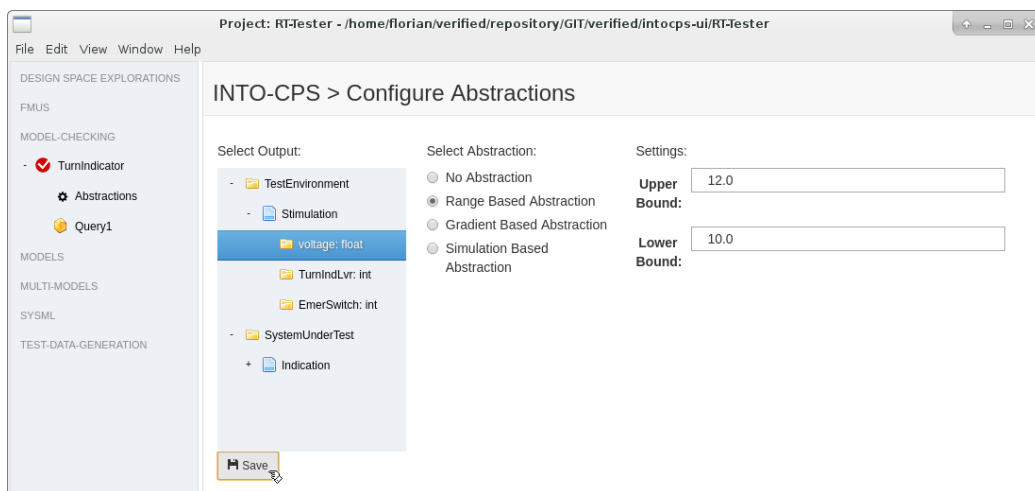 Project: RT-Tester - /home/florian/verified/repository/GIT/verified/intocps-ui/RT-Tester
File Edit View Window Help
DESIGN SPACE EXPLORATIONS
FMUS
MODEL-CHECKING
- TurnIndicator
Abstractions
Query1
MODELS
MULTI-MODELS
SYSML
TEST-DATA-GENERATION
INTO-CPS > Configure Abstractions
Select Output:
- TestEnvironment
- Stimulation
voltage: float
TurnIndLvr: int
EmerSwitch: int
- SystemUnderTest
+ Indication
Save
Select Abstraction:
No Abstraction
Range Based Abstraction
Gradient Based Abstraction
Simulation Based
Abstraction
Settings:
Upper
Bound:
12.0
Lower
Bound:
10.0